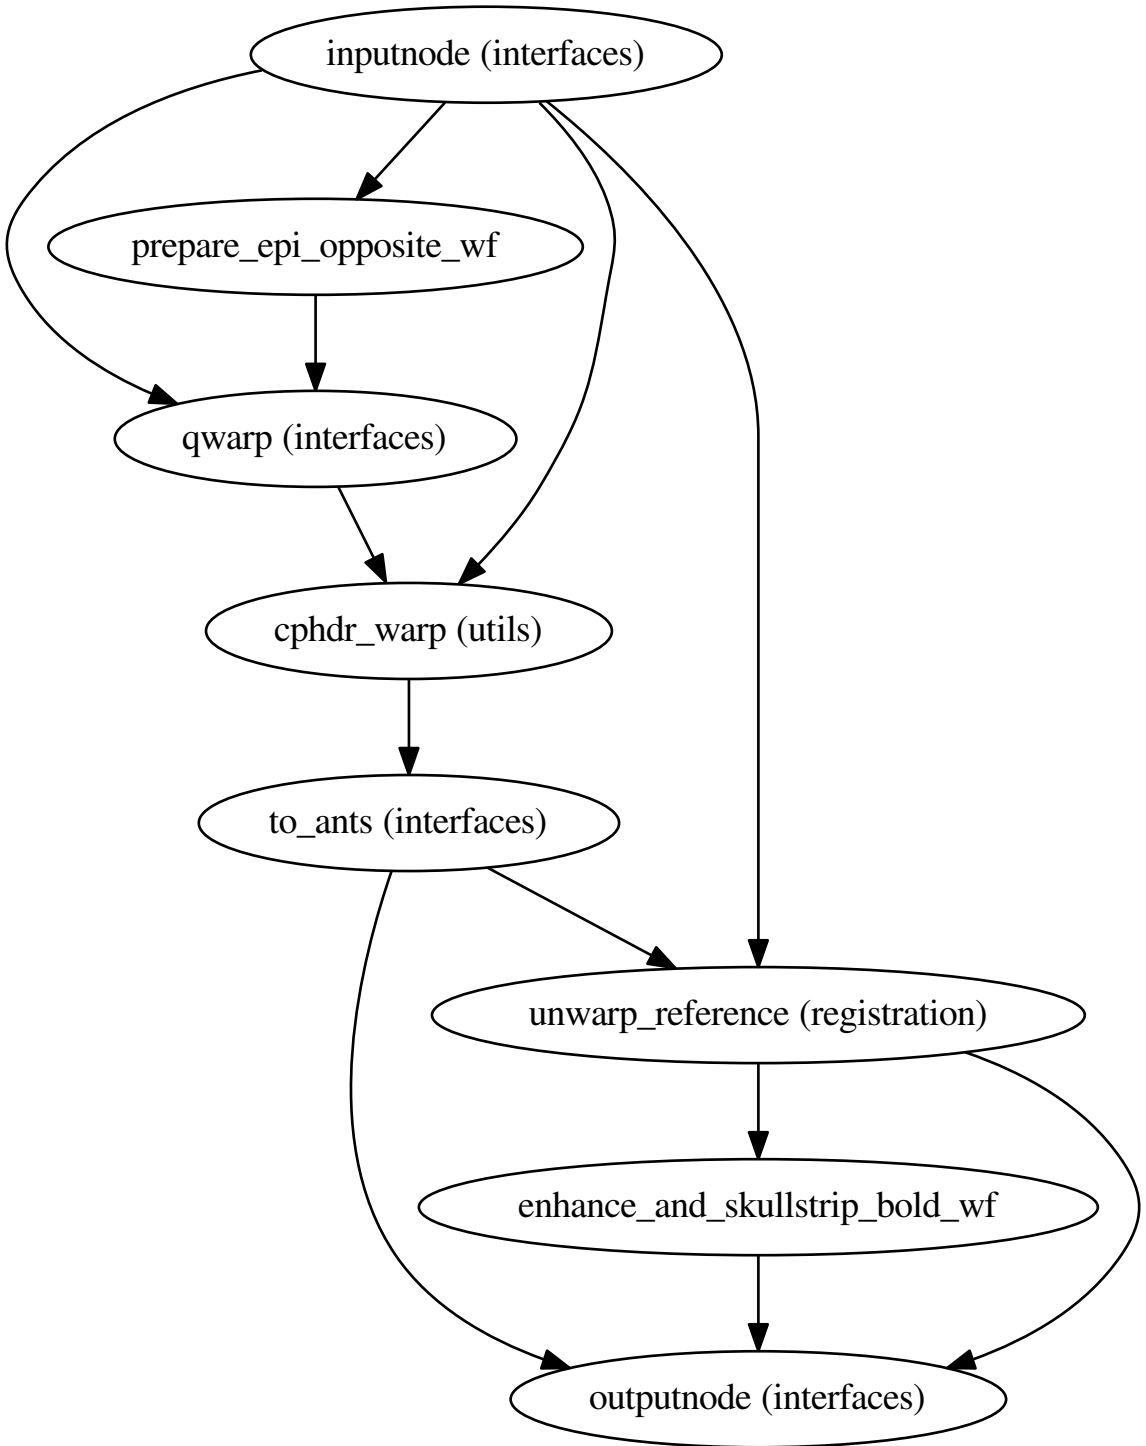 inputnode (interfaces)
prepare_epi_opposite_wf
qwarp (interfaces)
cphdr_warp (utils)
to_ants (interfaces)
unwarp_reference (registration)
enhance_and_skullstrip_bold_wf
outputnode (interfaces)